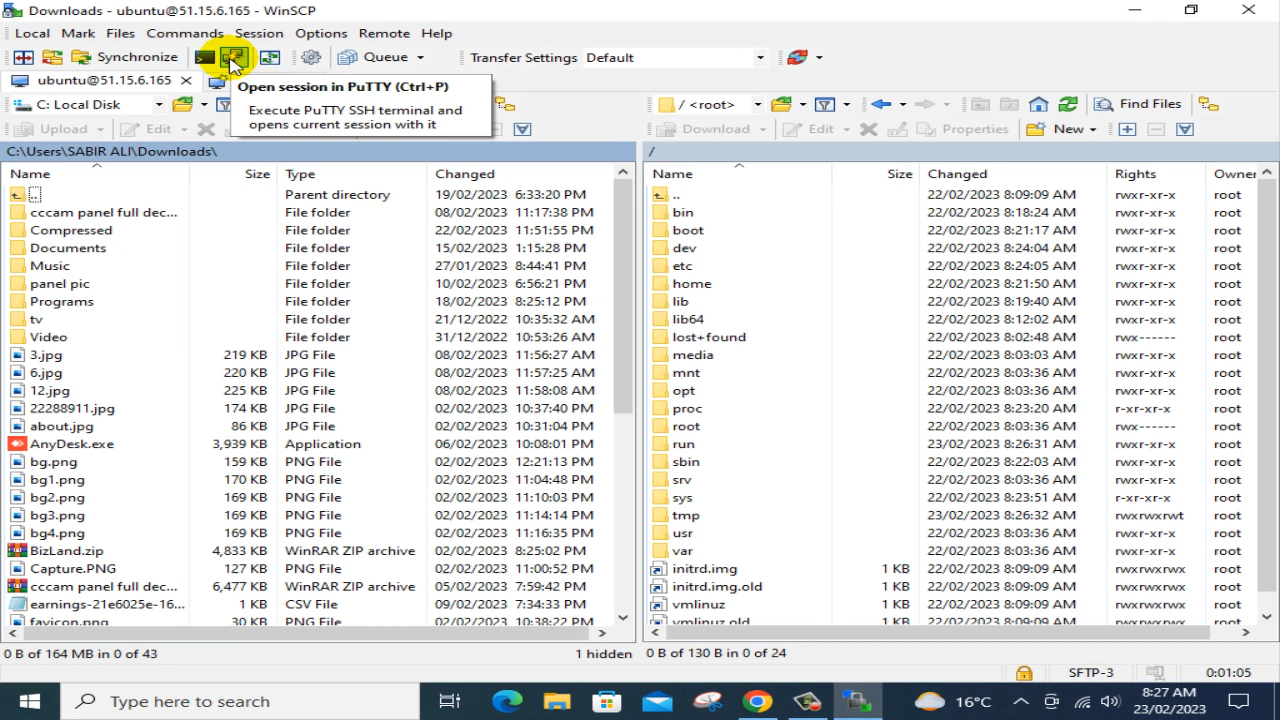 Downloads - ubuntu@51.15.6.165 - WinSCP
Local Mark Files Commands Session Options Remote Help
Synchronize Queue Transfer Settings Default
ubuntu@51.15.6.165
Open session in PuTTY (Ctrl+P)
Execute PuTTY SSH terminal and
opens current session with it
C: Local Disk
/ <root> Find Files
Upload Edit
Download Edit Properties New
C:\Users\SABIR ALI\Downloads\
/
Name Size Type Changed
.. Parent directory 19/02/2023 6:33:20 PM
cccam panel full dec... File folder 08/02/2023 11:17:38 PM
Compressed File folder 22/02/2023 11:51:55 PM
Documents File folder 15/02/2023 1:15:28 PM
Music File folder 27/01/2023 8:44:41 PM
panel pic File folder 10/02/2023 6:56:21 PM
Programs File folder 18/02/2023 8:25:12 PM
tv File folder 21/12/2022 10:35:32 AM
Video File folder 31/12/2022 10:53:26 AM
3.jpg 219 KB JPG File 08/02/2023 11:56:27 AM
6.jpg 220 KB JPG File 08/02/2023 11:57:25 AM
12.jpg 225 KB JPG File 08/02/2023 11:58:08 AM
22288911.jpg 174 KB JPG File 02/02/2023 10:37:40 PM
about.jpg 86 KB JPG File 02/02/2023 10:31:04 PM
AnyDesk.exe 3,939 KB Application 06/02/2023 10:08:01 PM
bg.png 159 KB PNG File 02/02/2023 12:21:13 PM
bg1.png 170 KB PNG File 02/02/2023 11:04:48 PM
bg2.png 169 KB PNG File 02/02/2023 11:10:03 PM
bg3.png 169 KB PNG File 02/02/2023 11:14:14 PM
bg4.png 169 KB PNG File 02/02/2023 11:16:35 PM
BizLand.zip 4,833 KB WinRAR ZIP archive 02/02/2023 8:25:02 PM
Capture.PNG 127 KB PNG File 02/02/2023 11:00:52 PM
cccam panel full dec... 6,477 KB WinRAR ZIP archive 05/02/2023 7:59:42 PM
earnings-21e6025e-16... 1 KB CSV File 09/02/2023 7:34:33 PM
favicon.png 30 KB PNG File 02/02/2023 10:38:22 PM
Name Size Changed Rights Owner
.. 22/02/2023 8:09:09 AM rwxr-xr-x root
bin 22/02/2023 8:18:24 AM rwxr-xr-x root
boot 22/02/2023 8:21:17 AM rwxr-xr-x root
dev 22/02/2023 8:24:04 AM rwxr-xr-x root
etc 22/02/2023 8:24:05 AM rwxr-xr-x root
home 22/02/2023 8:21:50 AM rwxr-xr-x root
lib 22/02/2023 8:19:40 AM rwxr-xr-x root
lib64 22/02/2023 8:12:02 AM rwxr-xr-x root
lost+found 22/02/2023 8:02:48 AM rwx------ root
media 22/02/2023 8:03:03 AM rwxr-xr-x root
mnt 22/02/2023 8:03:36 AM rwxr-xr-x root
opt 22/02/2023 8:03:36 AM rwxr-xr-x root
proc 22/02/2023 8:23:20 AM r-xr-xr-x root
root 22/02/2023 8:03:36 AM rwx------ root
run 23/02/2023 8:26:31 AM rwxr-xr-x root
sbin 22/02/2023 8:22:03 AM rwxr-xr-x root
srv 22/02/2023 8:03:36 AM rwxr-xr-x root
sys 22/02/2023 8:23:51 AM r-xr-xr-x root
tmp 23/02/2023 8:26:32 AM rwxrwxrwt root
usr 22/02/2023 8:03:36 AM rwxr-xr-x root
var 22/02/2023 8:03:36 AM rwxr-xr-x root
initrd.img 1 KB 22/02/2023 8:09:09 AM rwxrwxrwx root
initrd.img.old 1 KB 22/02/2023 8:09:09 AM rwxrwxrwx root
vmlinuz 1 KB 22/02/2023 8:09:09 AM rwxrwxrwx root
vmlinuz.old 1 KB 22/02/2023 8:09:09 AM rwxrwxrwx root
0 B of 164 MB in 0 of 43 1 hidden
0 B of 130 B in 0 of 24
SFTP-3 0:01:05
Type here to search 16°C 8:27 AM
23/02/2023